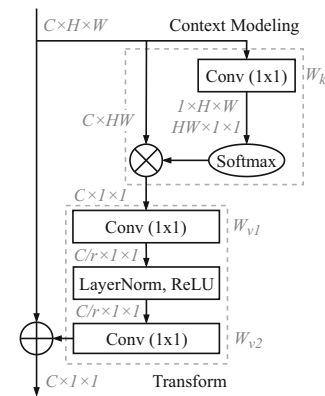 C×H×W
Context Modeling
Conv (1x1)
W_k
1×H×W
C×HW
HW×1×1
Softmax
C×1×1
Conv (1x1)
W_v1
C/r×1×1
LayerNorm, ReLU
C/r×1×1
Conv (1x1)
W_v2
C×1×1
Transform